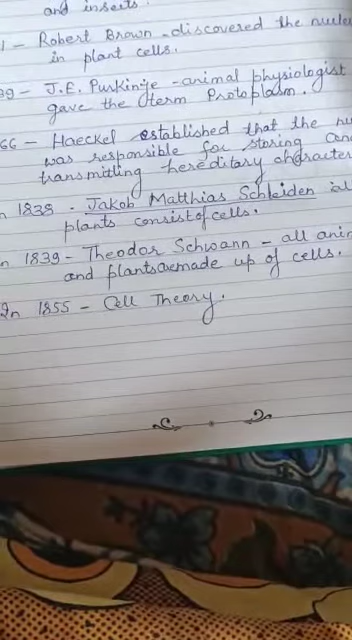 and insects.
1 - Robert Brown - discovered the nucle
in plant cells.
39 - J.E. Purkinje - animal physiologist
gave the term Protoplasm.
66 - Haeckel established that the nu
was responsible for storing and
transmitting hereditary character
n 1838 - Jakob Matthias Schleiden al
plants consist of cells.
n 1839 - Theodor Schwann - all anim
and plants are made up of cells.
In 1855 - Cell Theory.